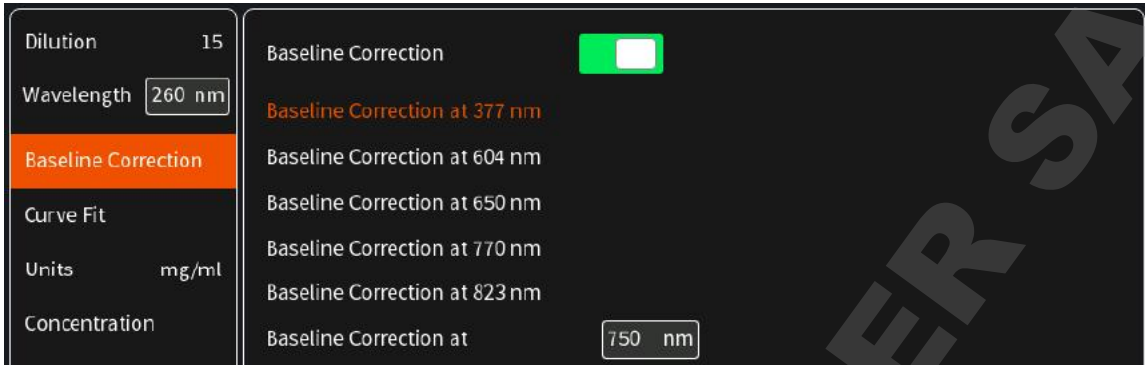 Dilution 15
Wavelength 260 nm
Baseline Correction
Curve Fit
Units mg/ml
Concentration
Baseline Correction
Baseline Correction at 377 nm
Baseline Correction at 604 nm
Baseline Correction at 650 nm
Baseline Correction at 770 nm
Baseline Correction at 823 nm
Baseline Correction at 750 nm
ER SA